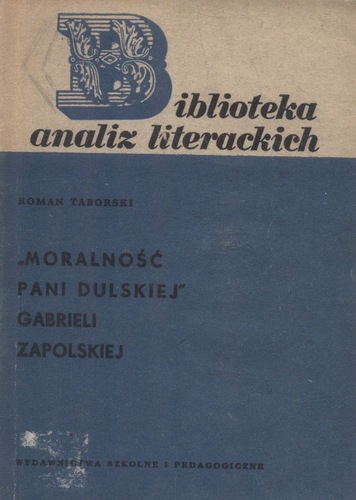 Biblioteka
analiz literackich
ROMAN TABORSKI
„MORALNOŚĆ
PANI DULSKIEJ”
GABRIELI
ZAPOLSKIEJ
WYDAWNICTWA SZKOLNE I PEDAGOGICZNE